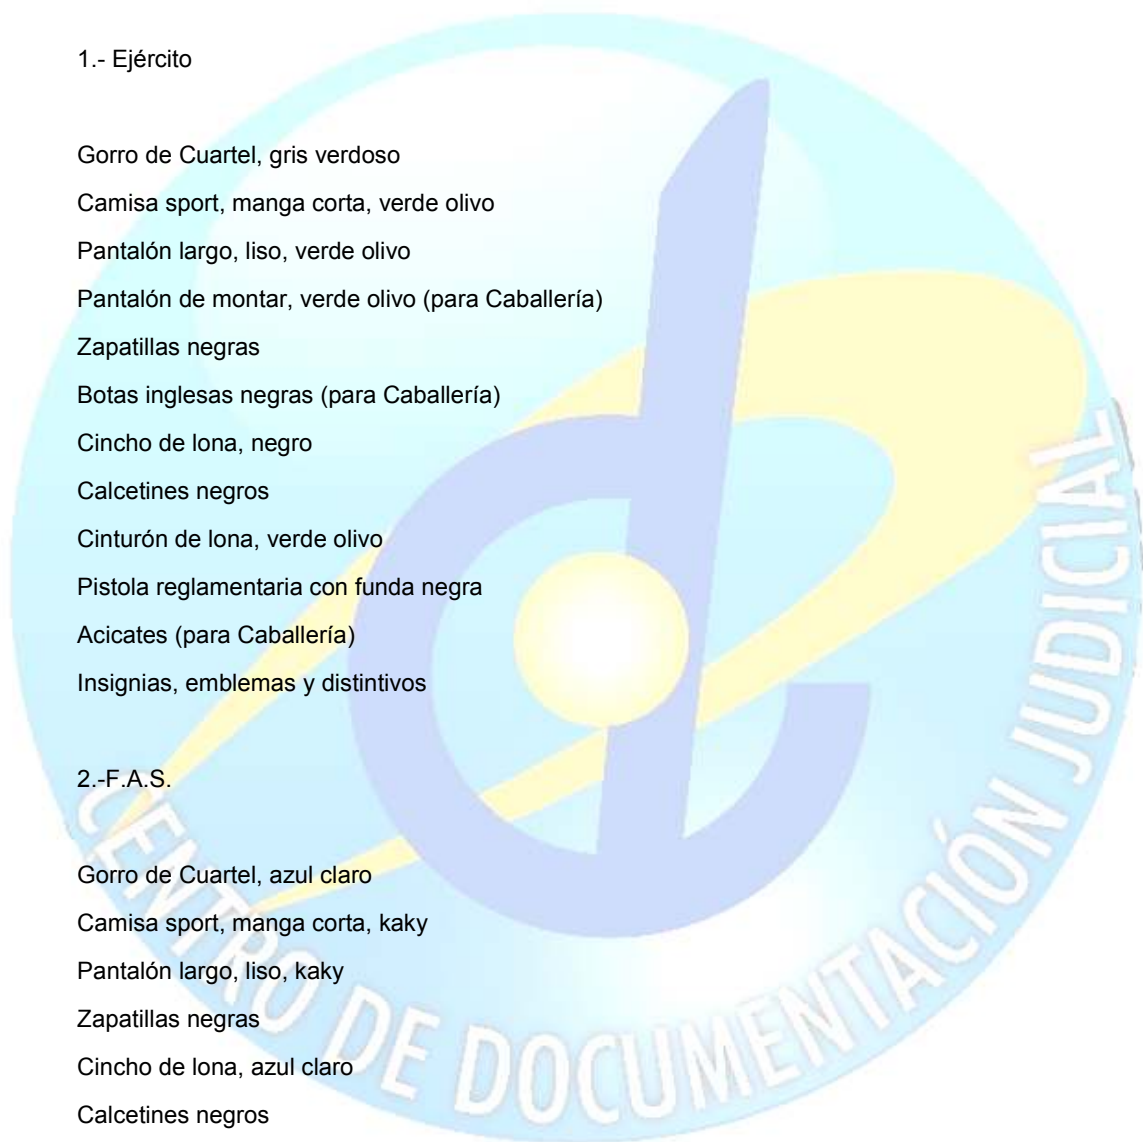 1.- Ejército
Gorro de Cuartel, gris verdoso
Camisa sport, manga corta, verde olivo
Pantalón largo, liso, verde olivo
Pantalón de montar, verde olivo (para Caballería)
Zapatillas negras
Botas inglesas negras (para Caballería)
Cincho de lona, negro
Calcetines negros
Cinturón de lona, verde olivo
Pistola reglamentaria con funda negra
Acicates (para Caballería)
Insignias, emblemas y distintivos
2.-F.A.S.
Gorro de Cuartel, azul claro
Camisa sport, manga corta, kaky
Pantalón largo, liso, kaky
Zapatillas negras
Cincho de lona, azul claro
Calcetines negros
CENTRO DE DOCUMENTACIÓN JUDICIAL